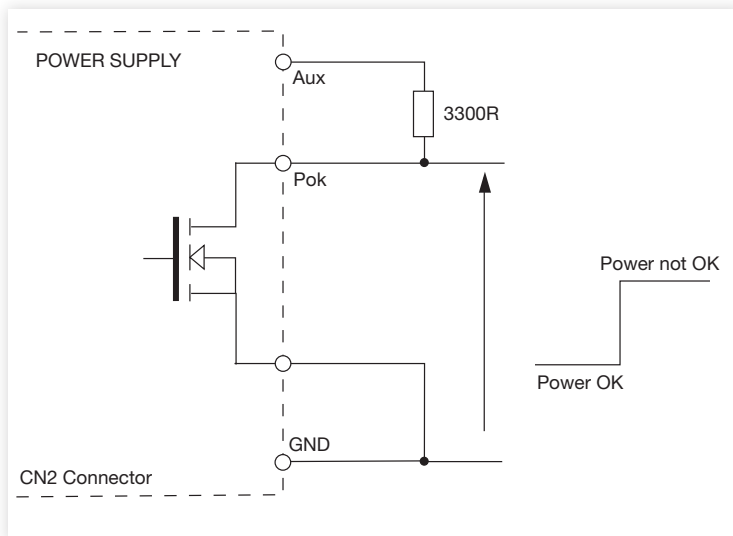 POWER SUPPLY
Aux
3300R
Pok
Power not OK
Power OK
GND
CN2 Connector